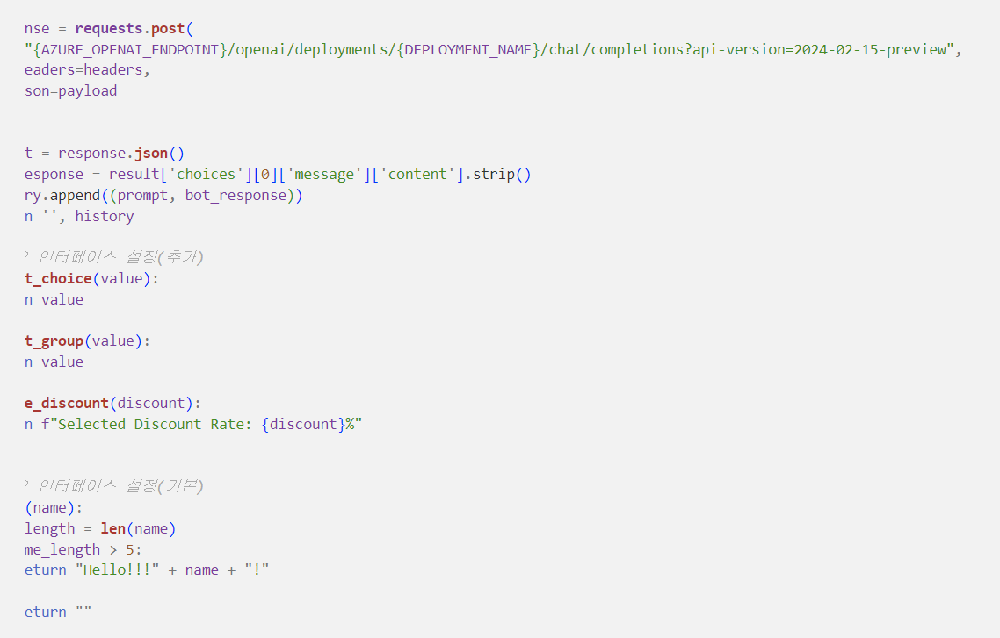 nse = requests.post(
"{AZURE_OPENAI_ENDPOINT}/openai/deployments/{DEPLOYMENT_NAME}/chat/completions?api-version=2024-02-15-preview",
eaders=headers,
son=payload
t = response.json()
esponse = result['choices'][0]['message']['content'].strip()
ry.append((prompt, bot_response))
n '', history
? 인터페이스 설정(추가)
t_choice(value):
n value
t_group(value):
n value
e_discount(discount):
n f"Selected Discount Rate: {discount}%"
? 인터페이스 설정(기본)
(name):
length = len(name)
me_length > 5:
eturn "Hello!!!" + name + "!"
eturn ""